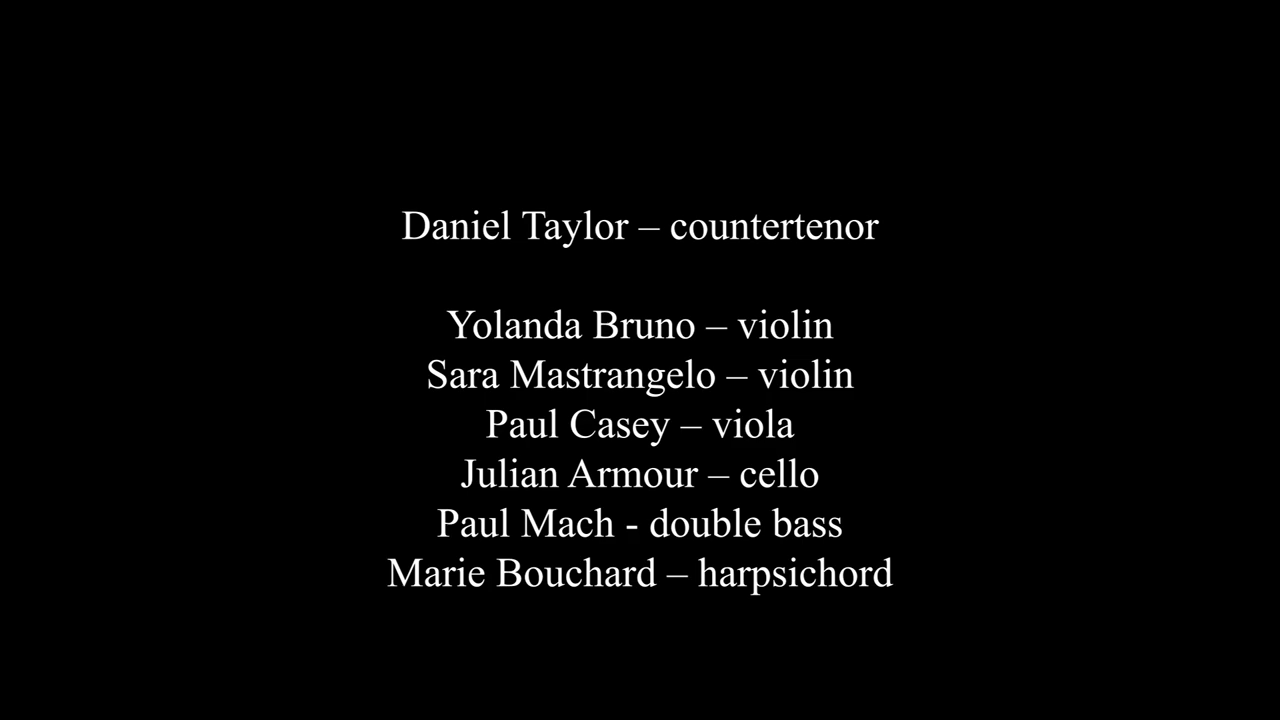 Daniel Taylor – countertenor
Yolanda Bruno – violin
Sara Mastrangelo – violin
Paul Casey – viola
Julian Armour – cello
Paul Mach - double bass
Marie Bouchard – harpsichord